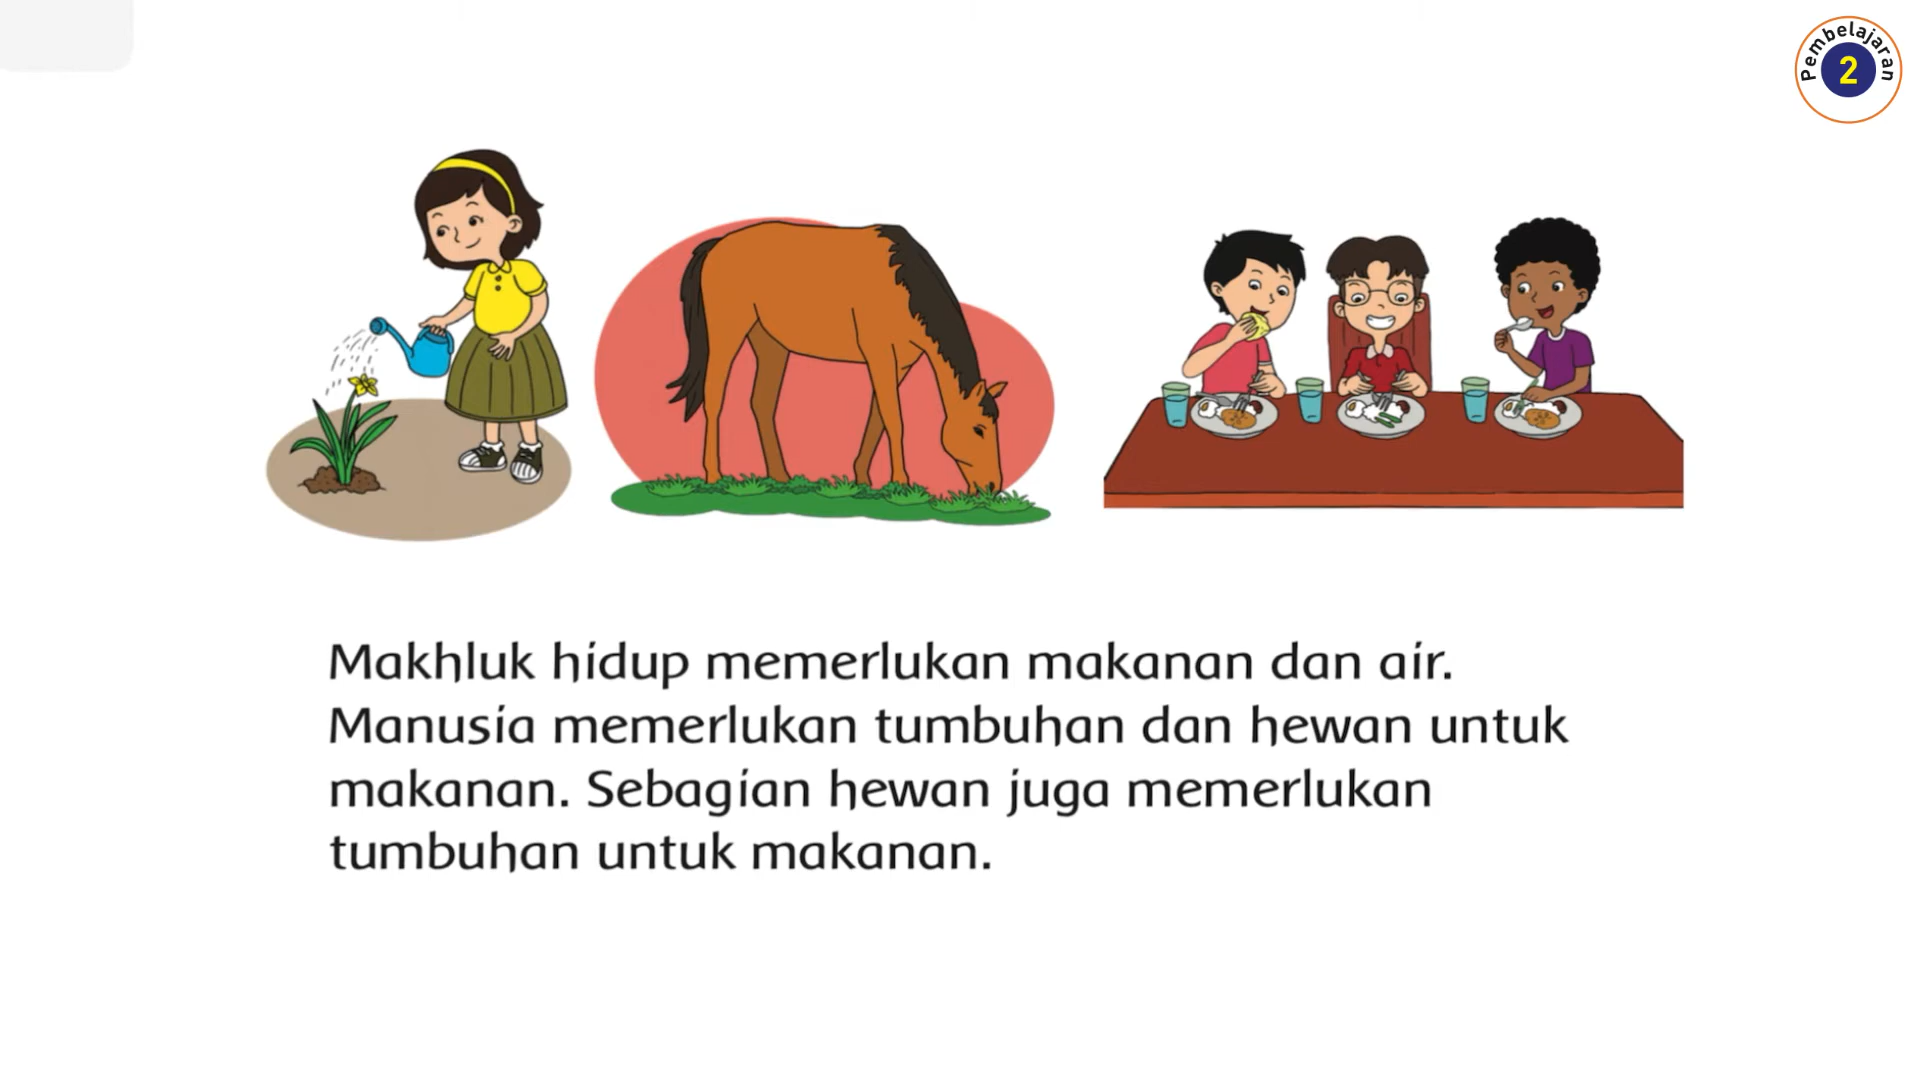 Pembelajaran
2
Makhluk hidup memerlukan makanan dan air.
Manusia memerlukan tumbuhan dan hewan untuk
makanan. Sebagian hewan juga memerlukan
tumbuhan untuk makanan.